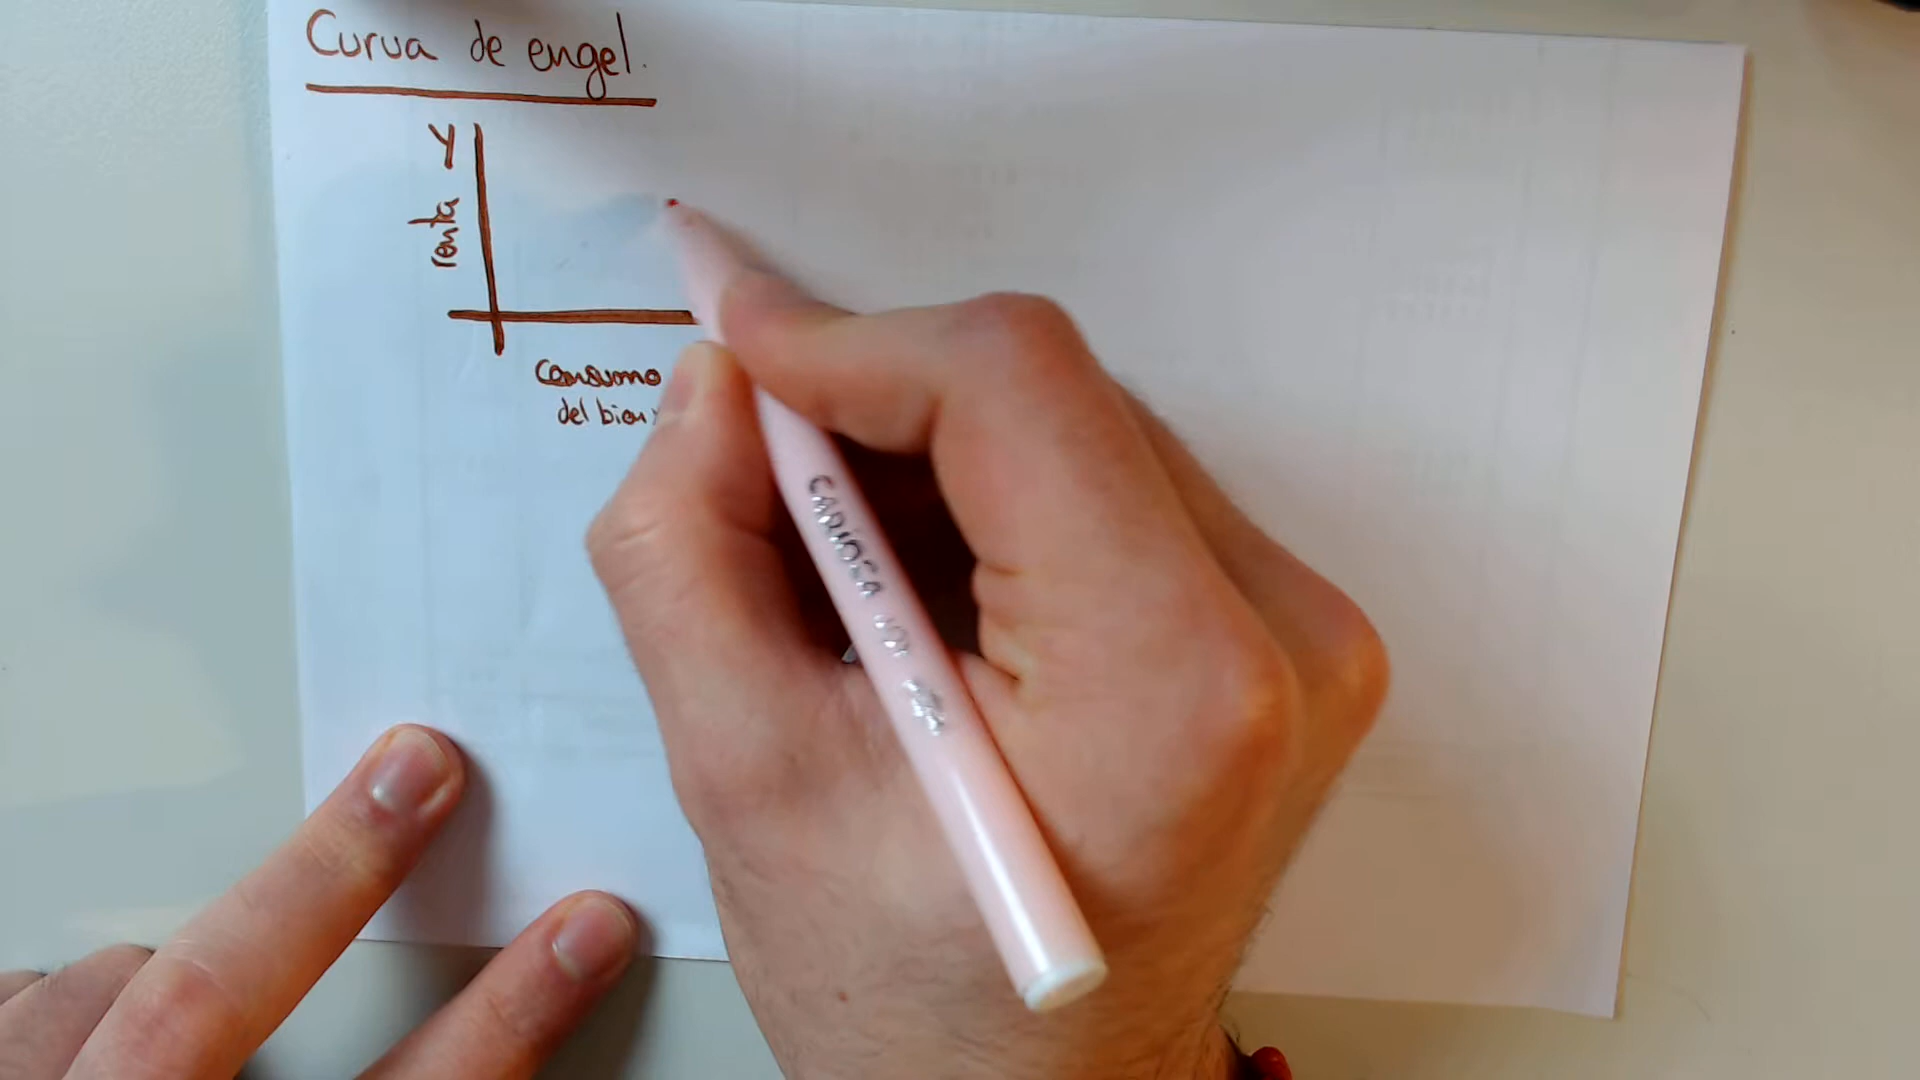 Curva de engel.
Y
renta
Consumo
del bien
CARIOCA